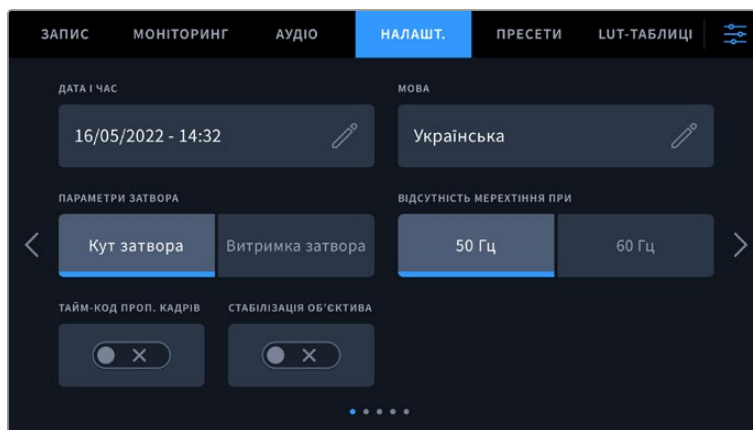 ЗАПИС МОНІТОРИНГ АУДІО НАЛАШТ. ПРЕСЕТИ LUT-ТАБЛИЦІ
ДАТА І ЧАС МОВА
16/05/2022 - 14:32 Українська
ПАРАМЕТРИ ЗАТВОРА ВІДСУТНІСТЬ МЕРЕХТІННЯ ПРИ
Кут затвора Витримка затвора 50 Гц 60 Гц
ТАЙМ-КОД ПРОП. КАДРІВ СТАБІЛІЗАЦІЯ ОБ'ЄКТИВА